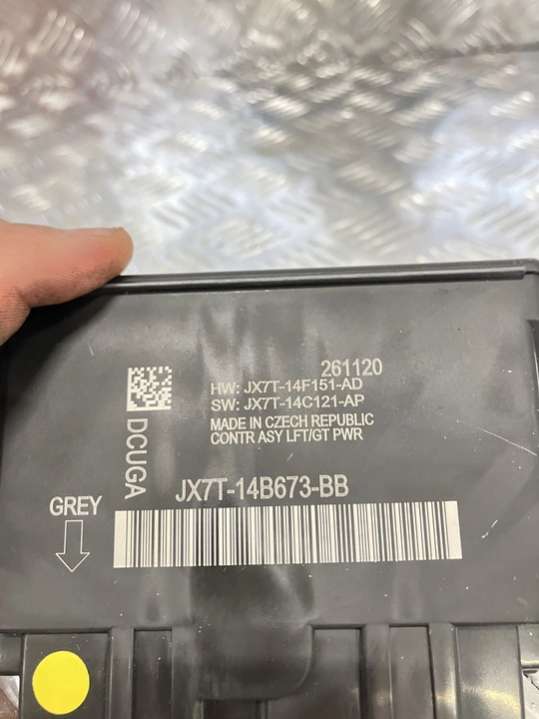 261120
HW: JX7T-14F151-AD
SW: JX7T-14C121-AP
MADE IN CZECH REPUBLIC
CONTR ASY LFT/GT PWR
DCUGA
JX7T-14B673-BB
GREY